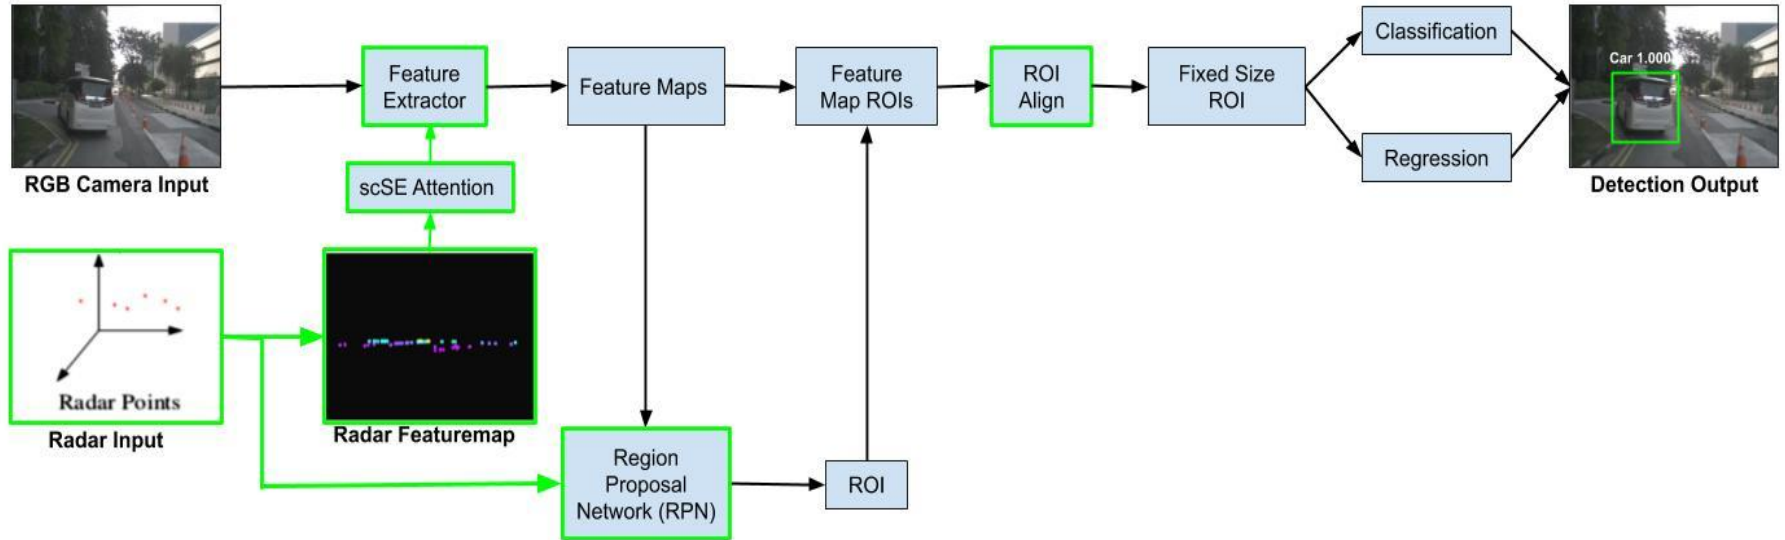 RGB Camera Input
Feature
Extractor
Feature Maps
Feature
Map ROIs
ROI
Align
Fixed Size
ROI
Classification
Regression
Car 1.000
Detection Output
scSE Attention
Radar Points
Radar Input
Radar Featuremap
Region
Proposal
Network (RPN)
ROI